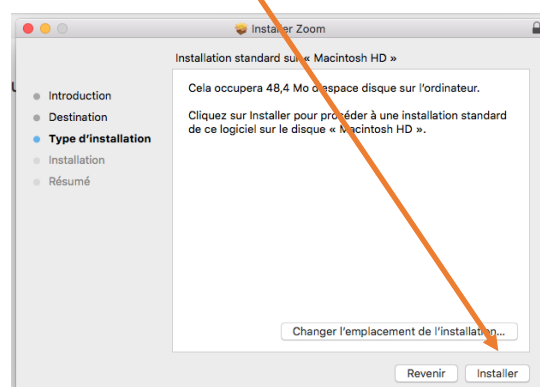 Installer Zoom
Installation standard sur « Macintosh HD »
Introduction
Destination
Type d'installation
Installation
Résumé
Cela occupera 48,4 Mo d'espace disque sur l'ordinateur.
Cliquez sur Installer pour procéder à une installation standard
de ce logiciel sur le disque « Macintosh HD ».
Changer l'emplacement de l'installation...
Revenir
Installer